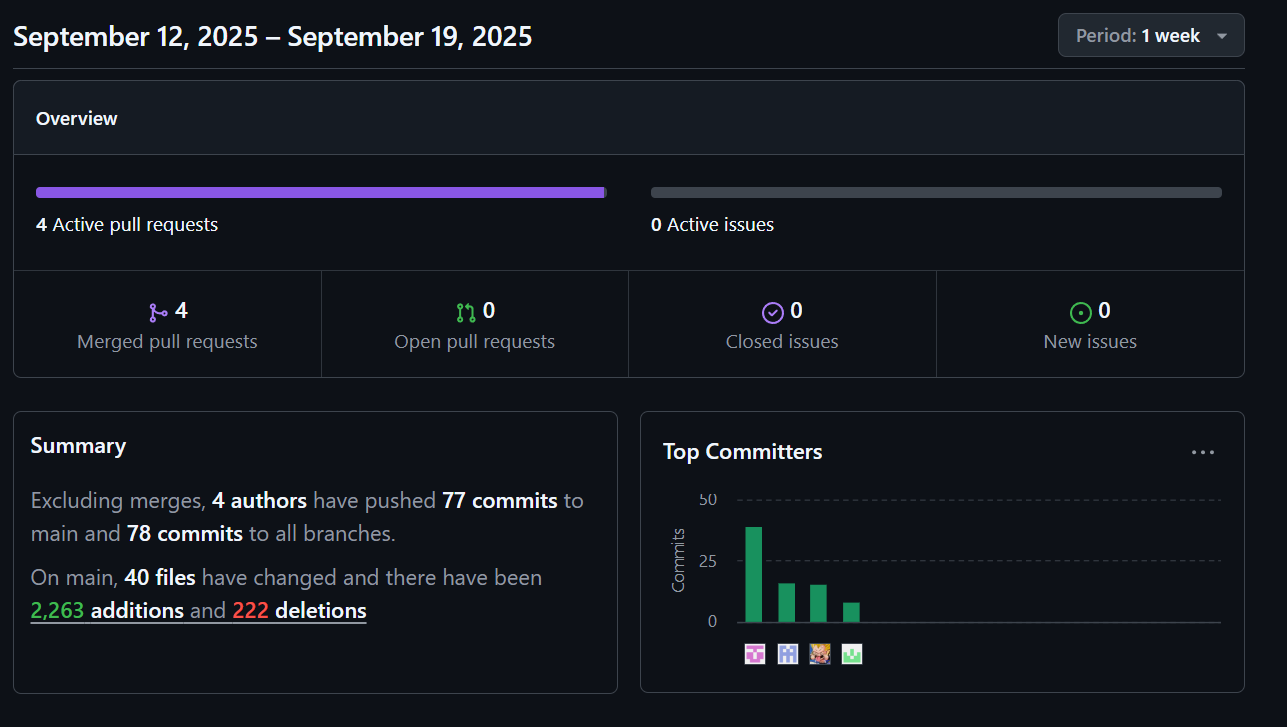 September 12, 2025 – September 19, 2025
Period: 1 week
Overview
4 Active pull requests
0 Active issues
4
Merged pull requests
0
Open pull requests
0
Closed issues
0
New issues
Summary
Excluding merges, 4 authors have pushed 77 commits to
main and 78 commits to all branches.
On main, 40 files have changed and there have been
2,263 additions and 222 deletions
Top Committers
50
25
0
Commits